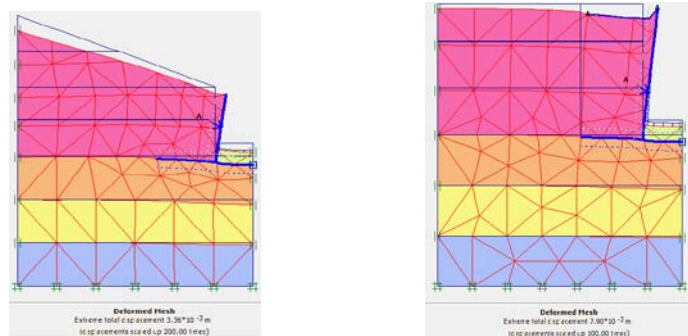 A
Deformed Mesh
Extreme total displacement 3.36*10 -3 m
(displacements scaled up 200.00 times)
A
A
A
Deformed Mesh
Extreme total displacement 7.90*10 -3 m
(displacements scaled up 100.00 times)